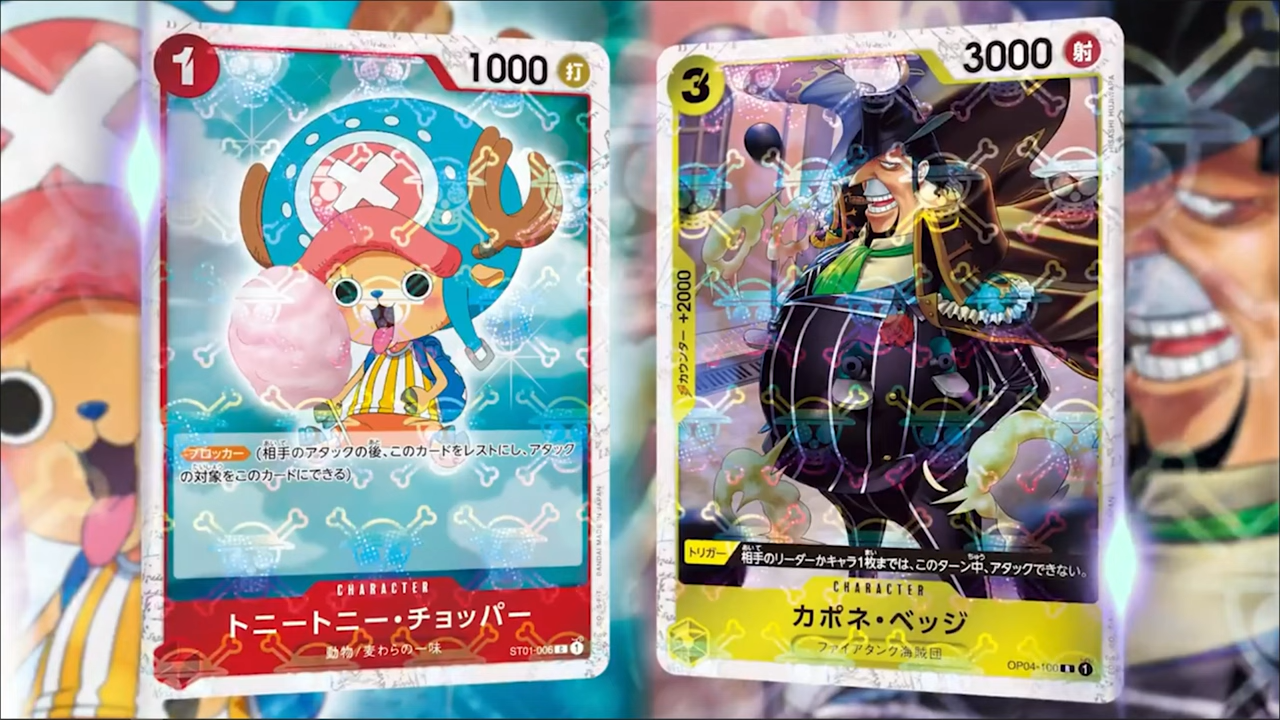 1
1000 打
ブロッカー (相手のアタックの後、このカードをレストにし、アタック
の対象をこのカードにできる)
CHARACTER
トニートニー・チョッパー
動物/麦わらの一味
ST01-006 C 1
BANDAI MADE IN JAPAN
3
3000 射
カウンター +2000
トリガー 相手のリーダーかキャラ1枚までは、このターン中、アタックできない。
CHARACTER
カポネ・ベッジ
ファイアタンク海賊団
OP04-100 R 1